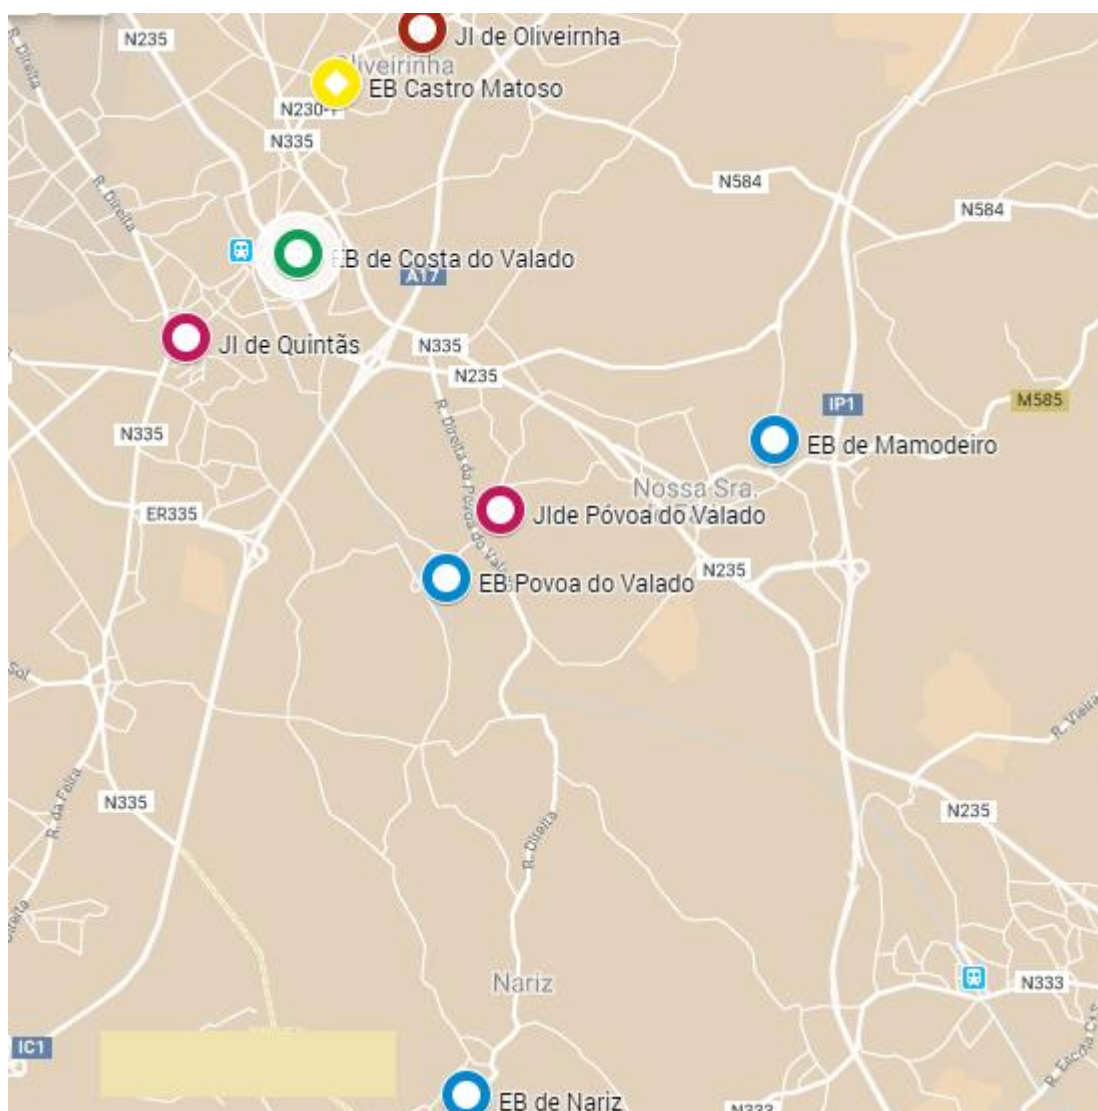 N235
JI de Oliveirnha
R. Direita
Oliveirinha
EB Castro Matoso
N335
N584
R. Direita
N584
EB de Costa do Valado
A17
JI de Quintãs
N335
N235
M585
IP1
N335
R. Direita da Póvoa do Valado
EB de Mamodeiro
Nossa Sra.
ER335
JIde Póvoa do Valado
N235
EB Povoa do Valado
Sol
R. Vieira
N335
R. da Feira
N235
R. Direita
Direita
Nariz
N333
IC1
EB de Nariz
N333